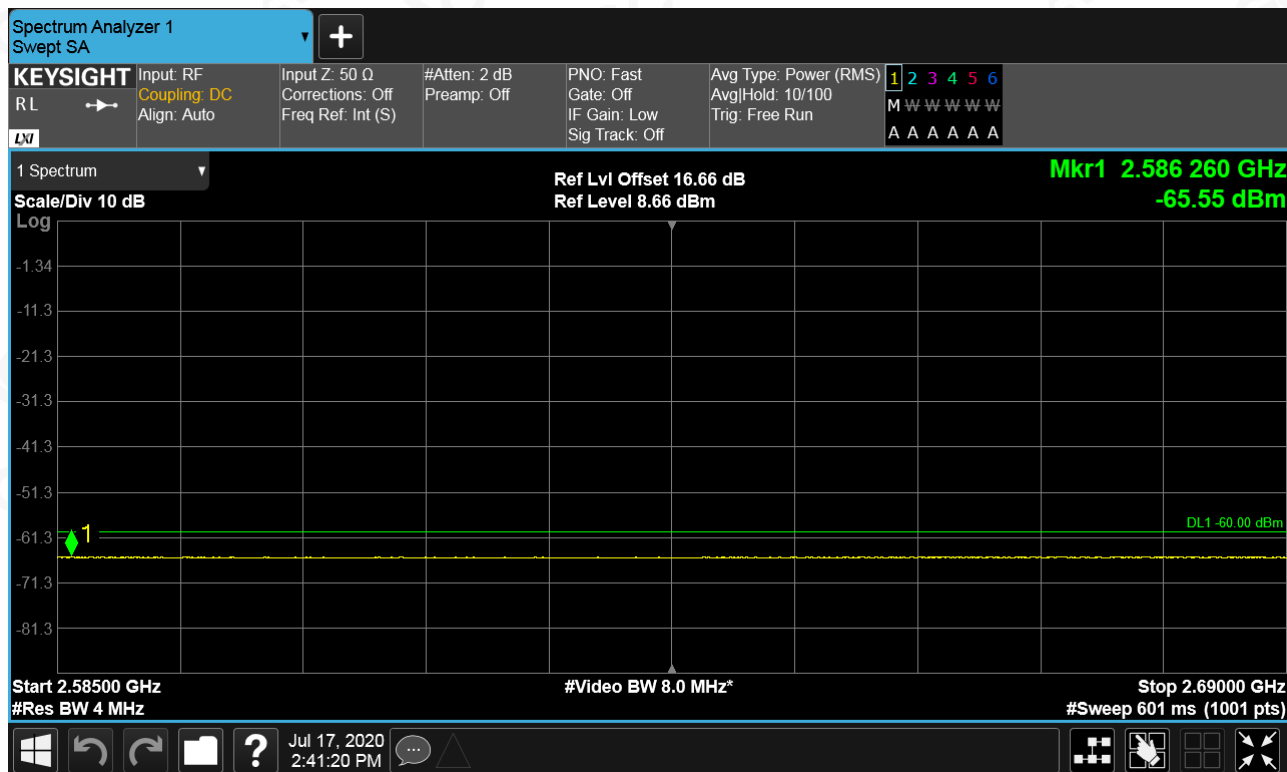 Spectrum Analyzer 1
Swept SA
▼
+
KEYSIGHT
RL
LXI
Input: RF
Coupling: DC
Align: Auto
Input Z: 50 Ω
Corrections: Off
Freq Ref: Int (S)
#Atten: 2 dB
Preamp: Off
PNO: Fast
Gate: Off
IF Gain: Low
Sig Track: Off
Avg Type: Power (RMS)
Avg|Hold: 10/100
Trig: Free Run
1 2 3 4 5 6
M W W W W W
A A A A A A
1 Spectrum ▼
Scale/Div 10 dB
Log
Ref Lvl Offset 16.66 dB
Ref Level 8.66 dBm
Mkr1 2.586 260 GHz
-65.55 dBm
-1.34
-11.3
-21.3
-31.3
-41.3
-51.3
-61.3
-71.3
-81.3
1
DL1 -60.00 dBm
Start 2.58500 GHz
#Res BW 4 MHz
#Video BW 8.0 MHz*
Stop 2.69000 GHz
#Sweep 601 ms (1001 pts)
?
Jul 17, 2020
2:41:20 PM